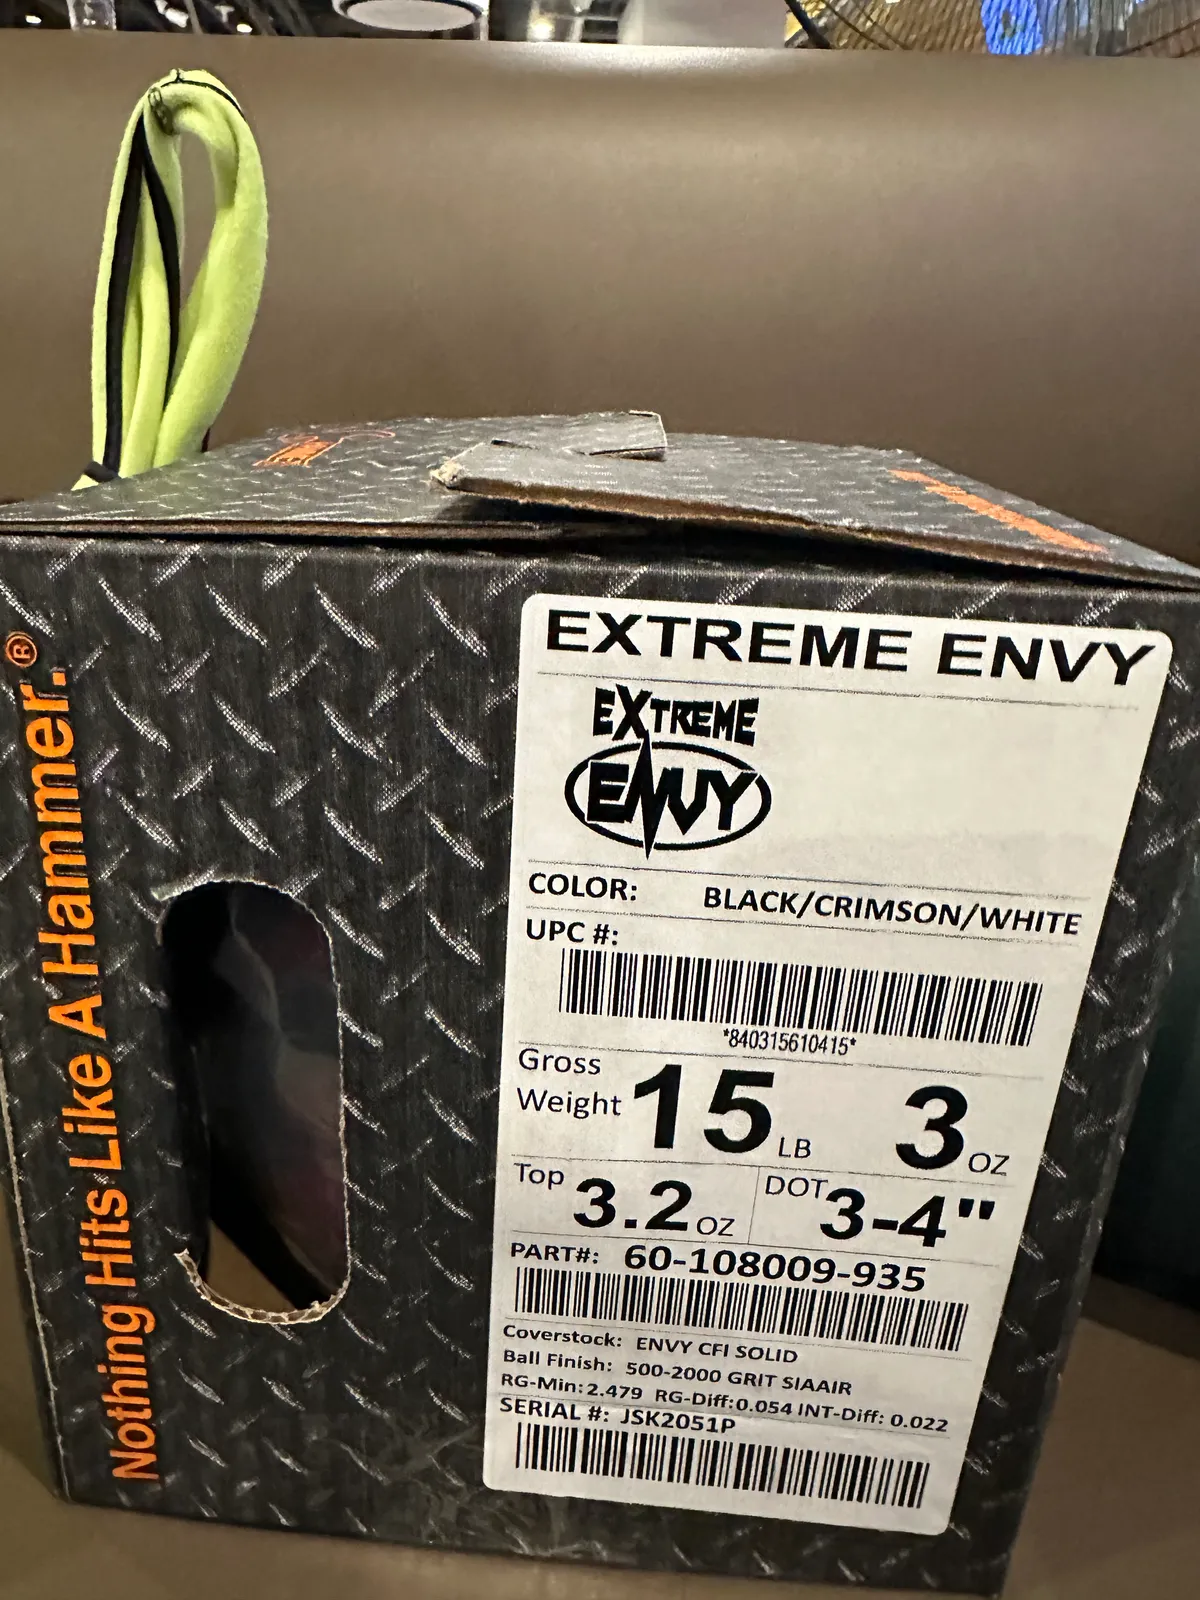 Nothing Hits Like A Hammer.®
EXTREME ENVY
EXTREME
ENVY
COLOR: BLACK/CRIMSON/WHITE
UPC #:
*840315610415*
Gross
Weight 15 LB 3 OZ
Top 3.2 OZ DOT 3-4"
PART#: 60-108009-935
Coverstock: ENVY CFI SOLID
Ball Finish: 500-2000 GRIT SIAAIR
RG-Min: 2.479 RG-Diff: 0.054 INT-Diff: 0.022
SERIAL #: JSK2051P